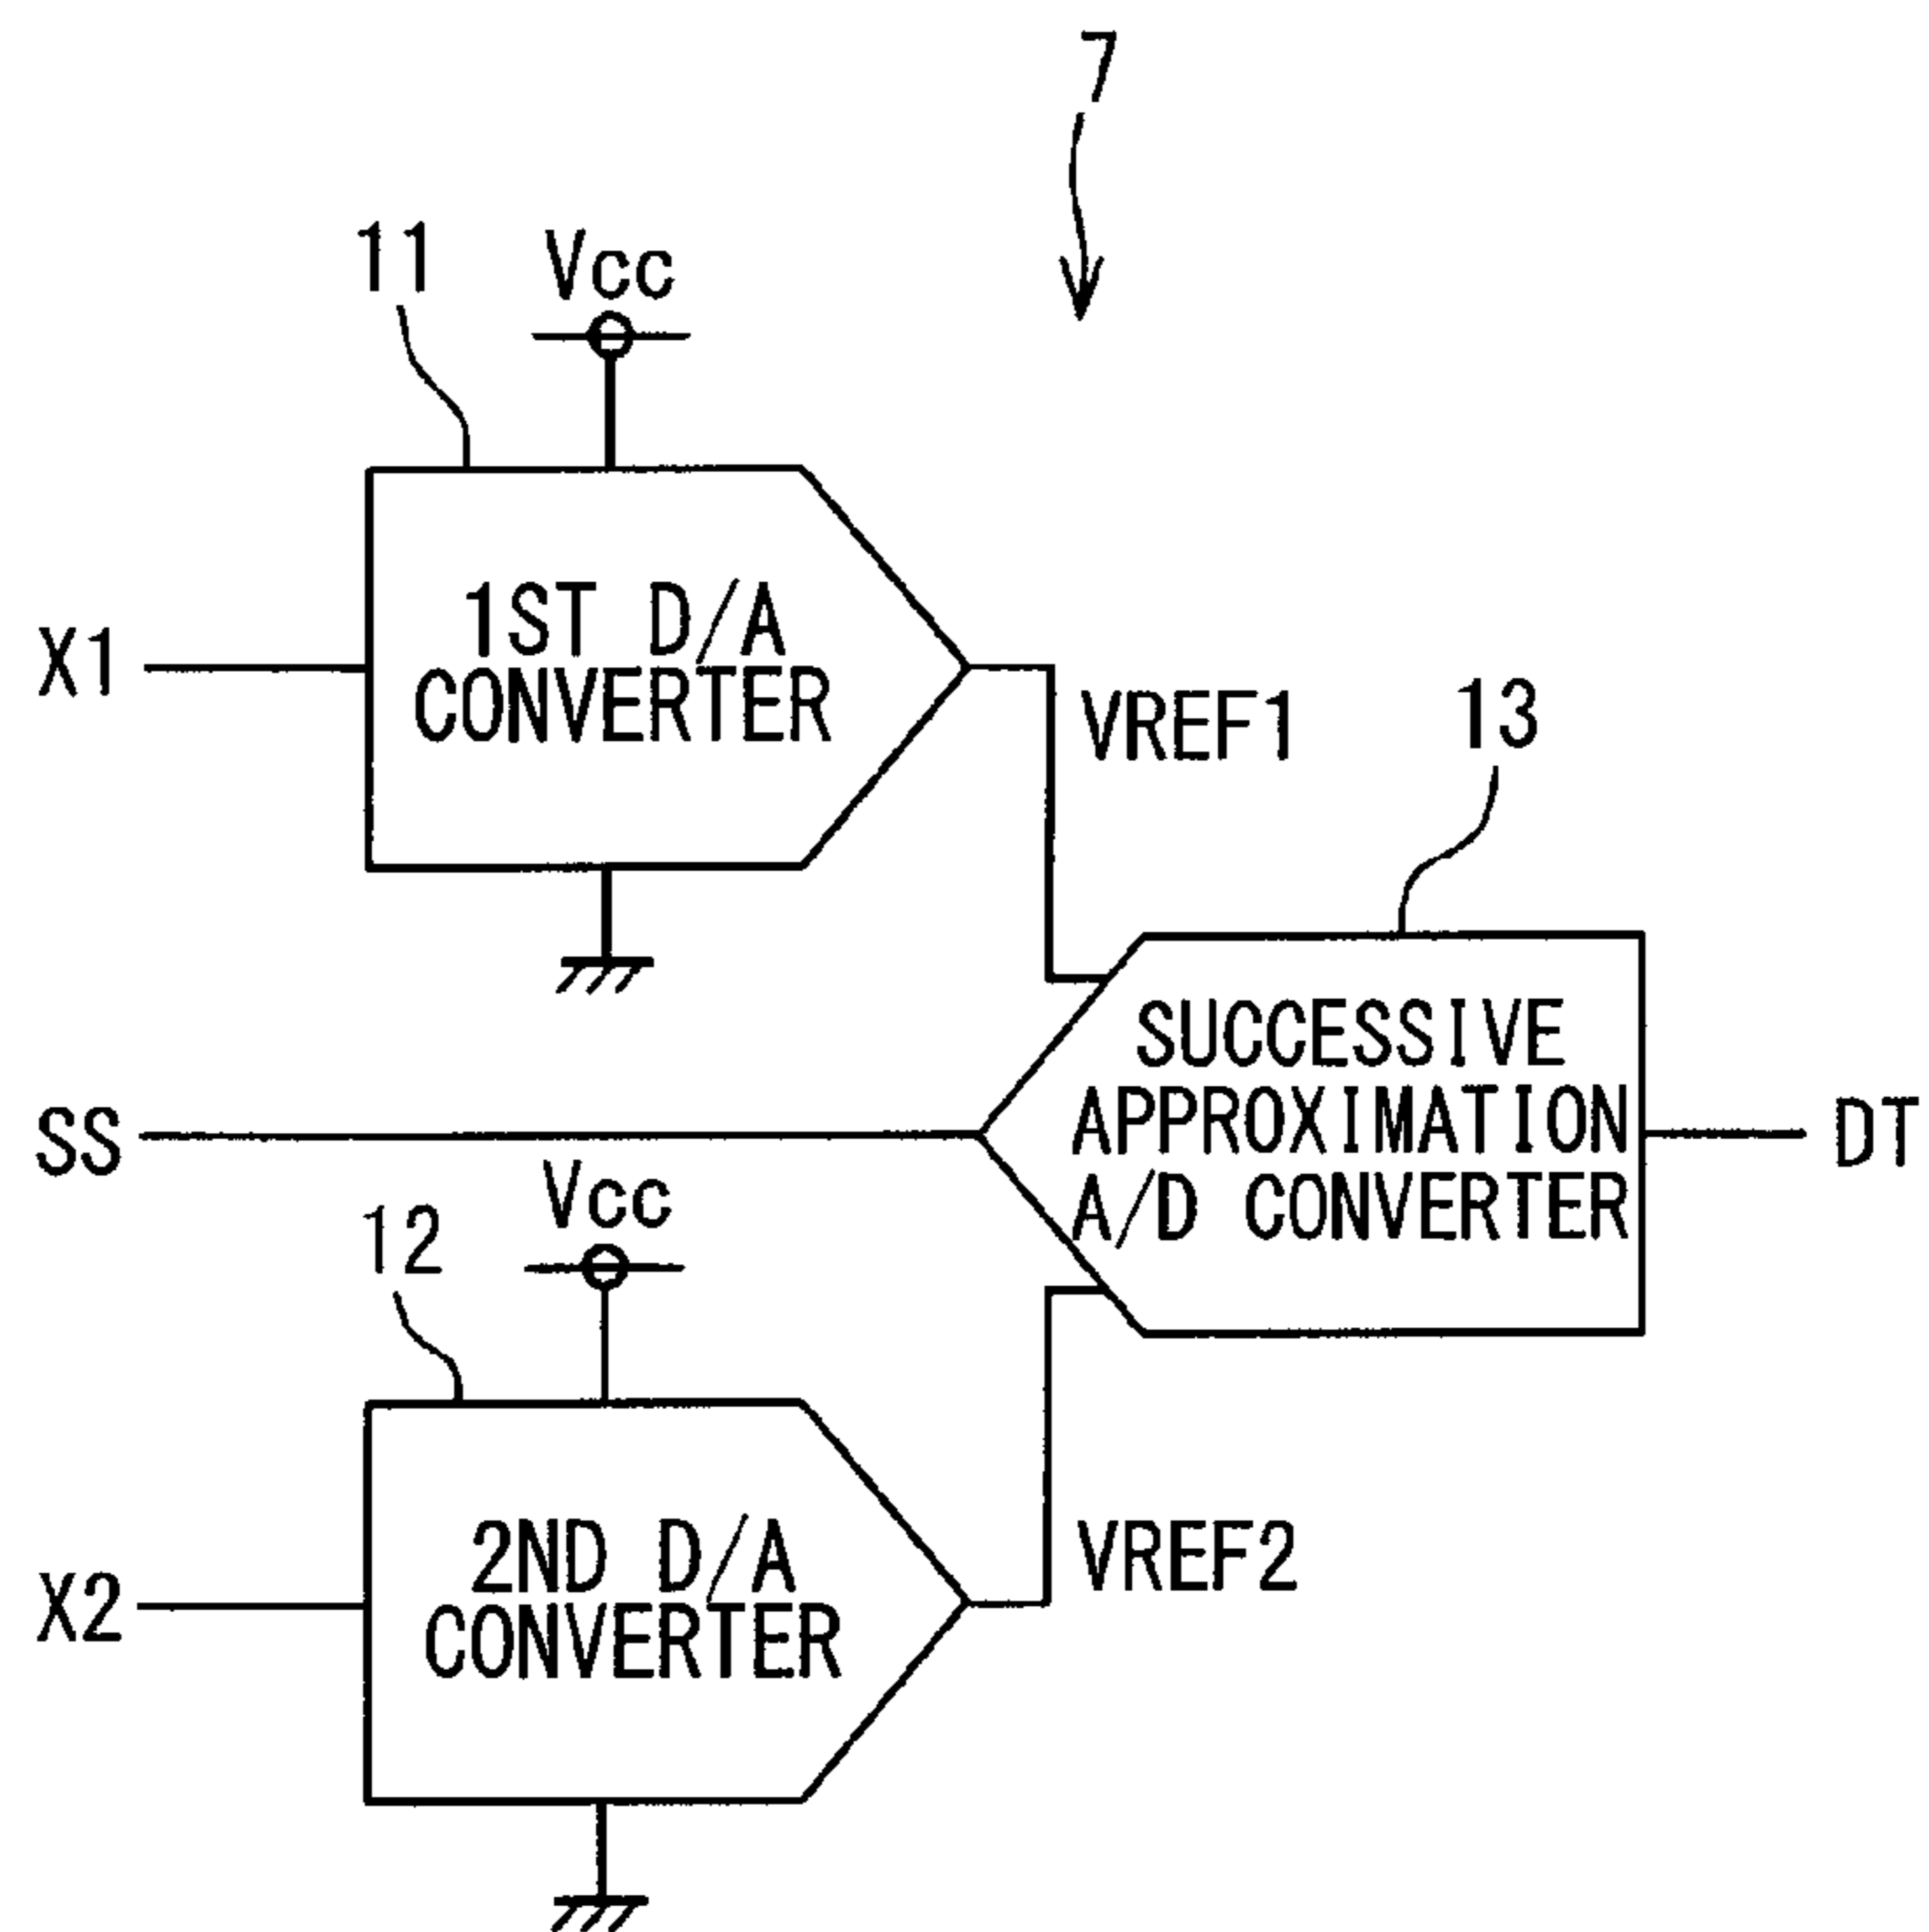 7
11
Vcc
1ST D/A
CONVERTER
X1
VREF1
13
SUCCESSIVE
APPROXIMATION
A/D CONVERTER
SS
DT
Vcc
12
2ND D/A
CONVERTER
X2
VREF2